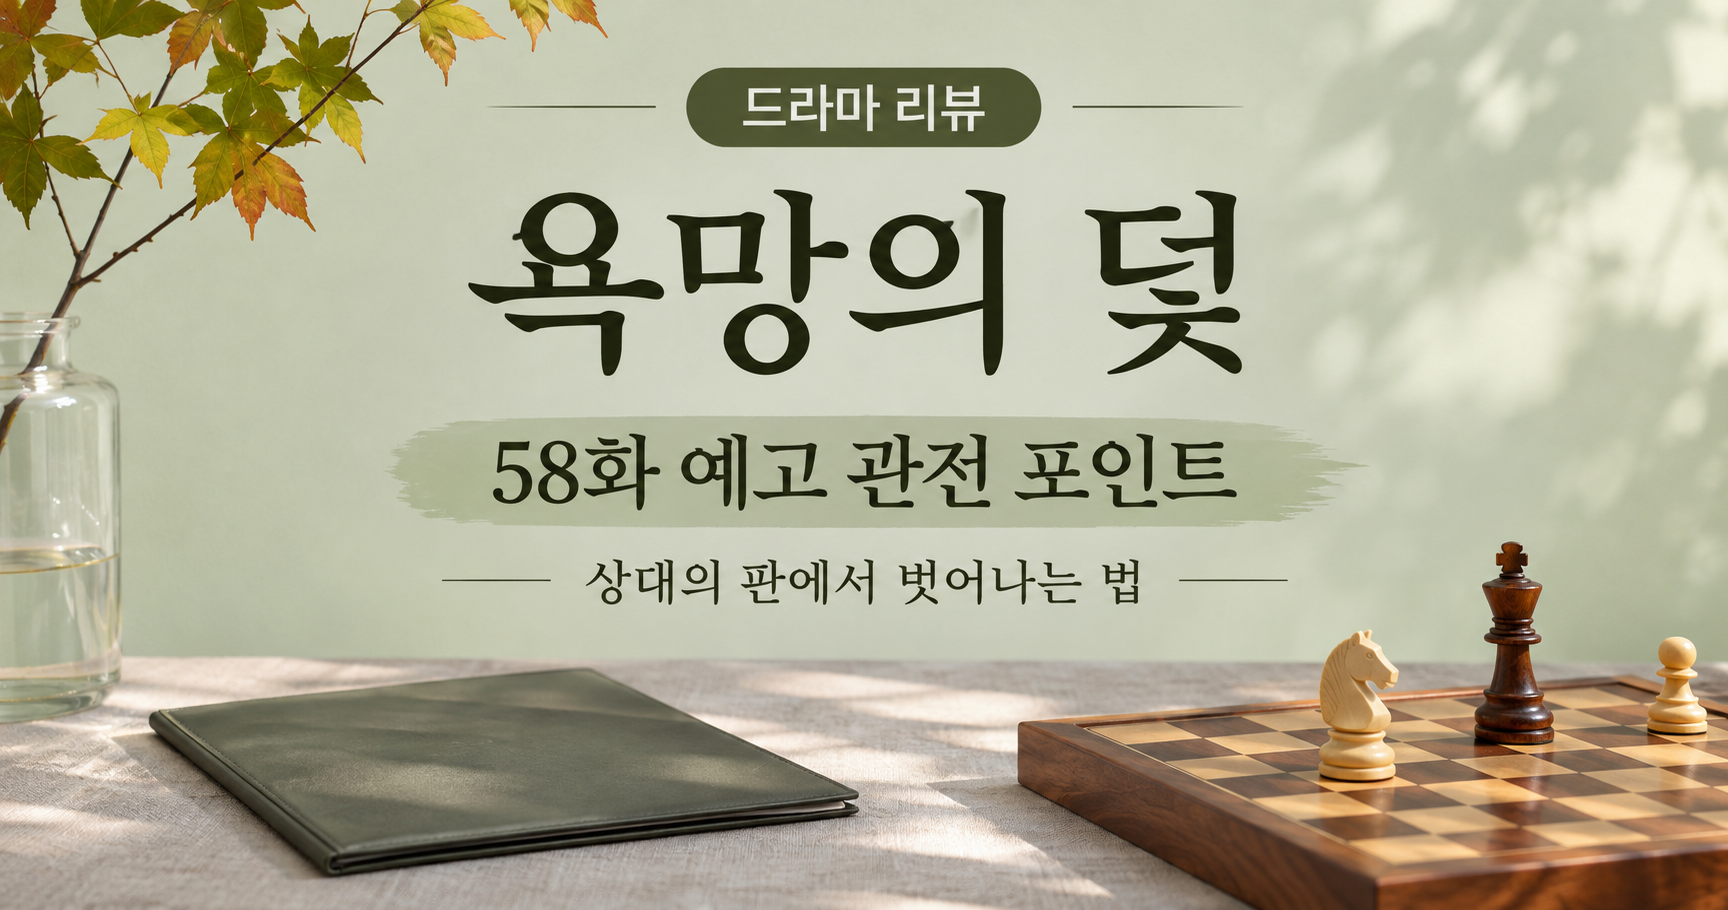 드라마 리뷰
욕망의 덫
58화 예고 관전 포인트
상대의 판에서 벗어나는 법